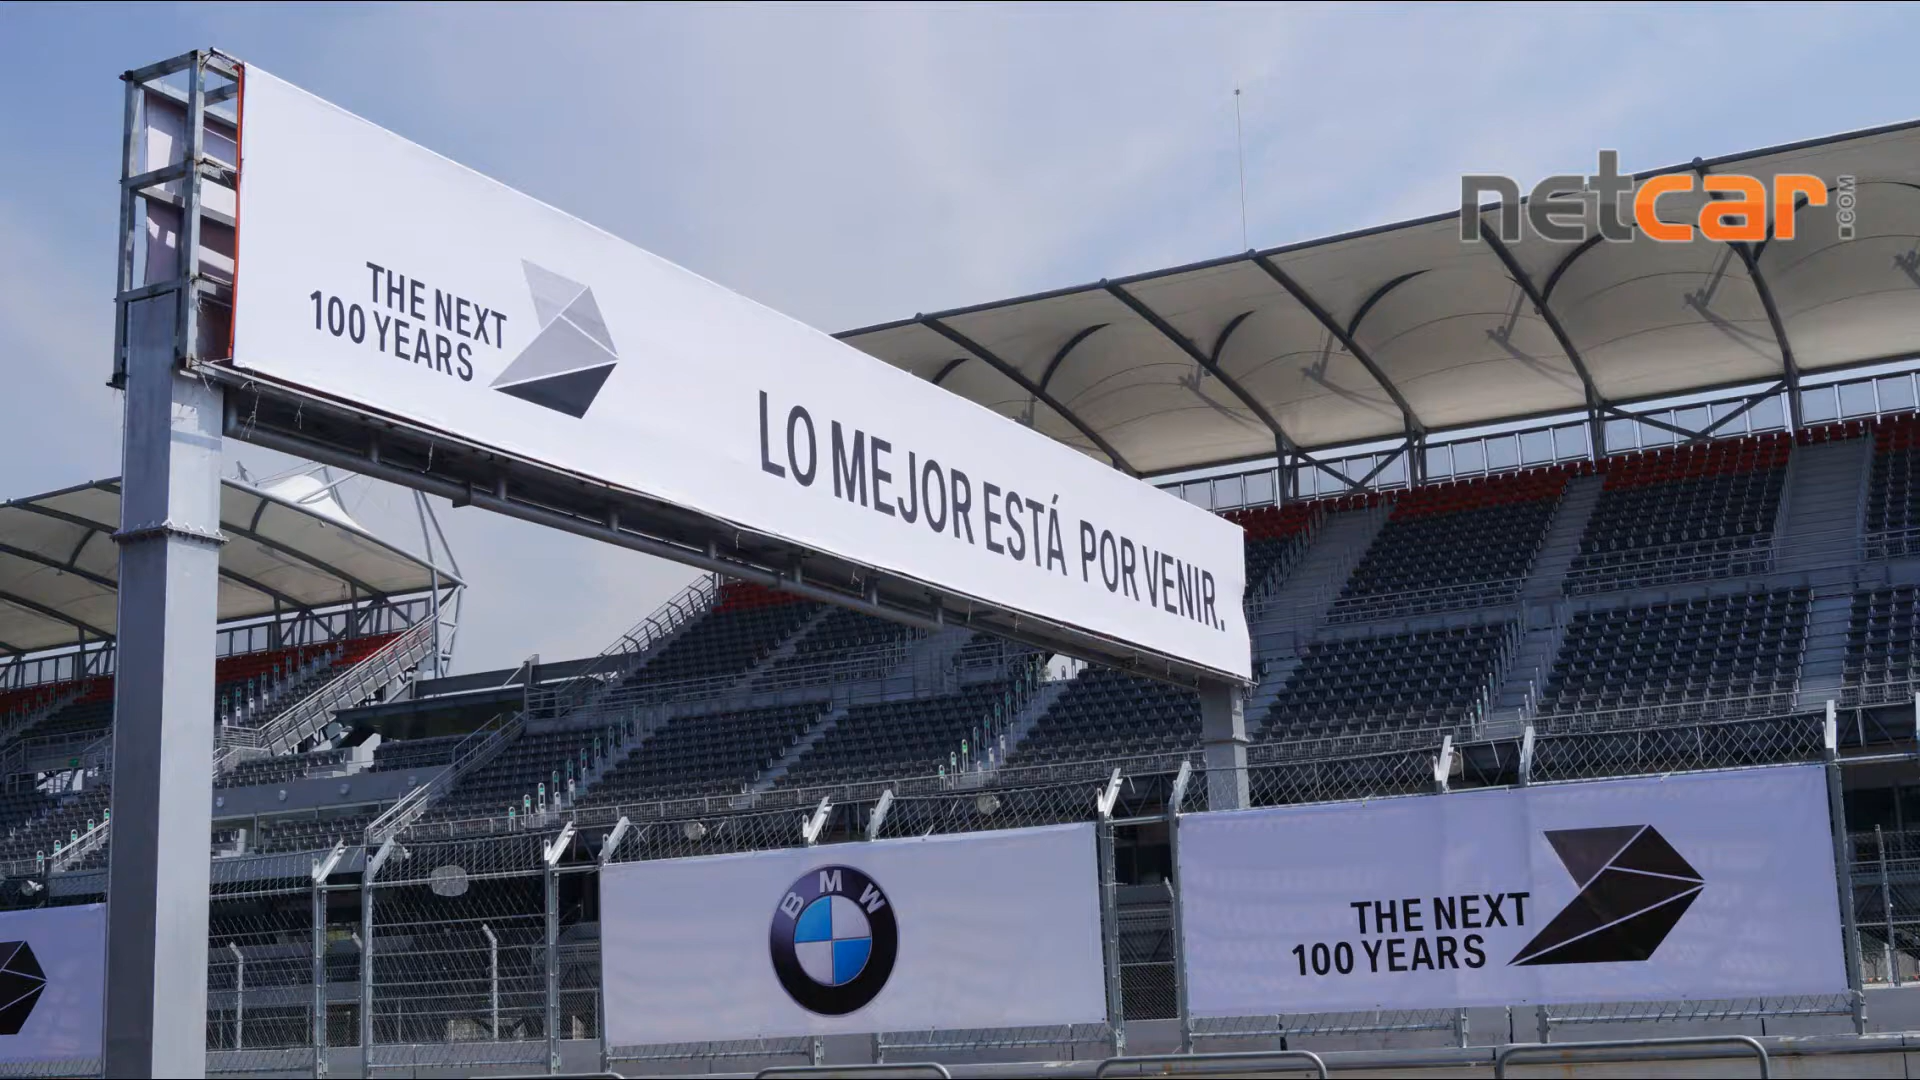 netcar.com
THE NEXT
100 YEARS
LO MEJOR ESTÁ POR VENIR.
BMW
THE NEXT
100 YEARS